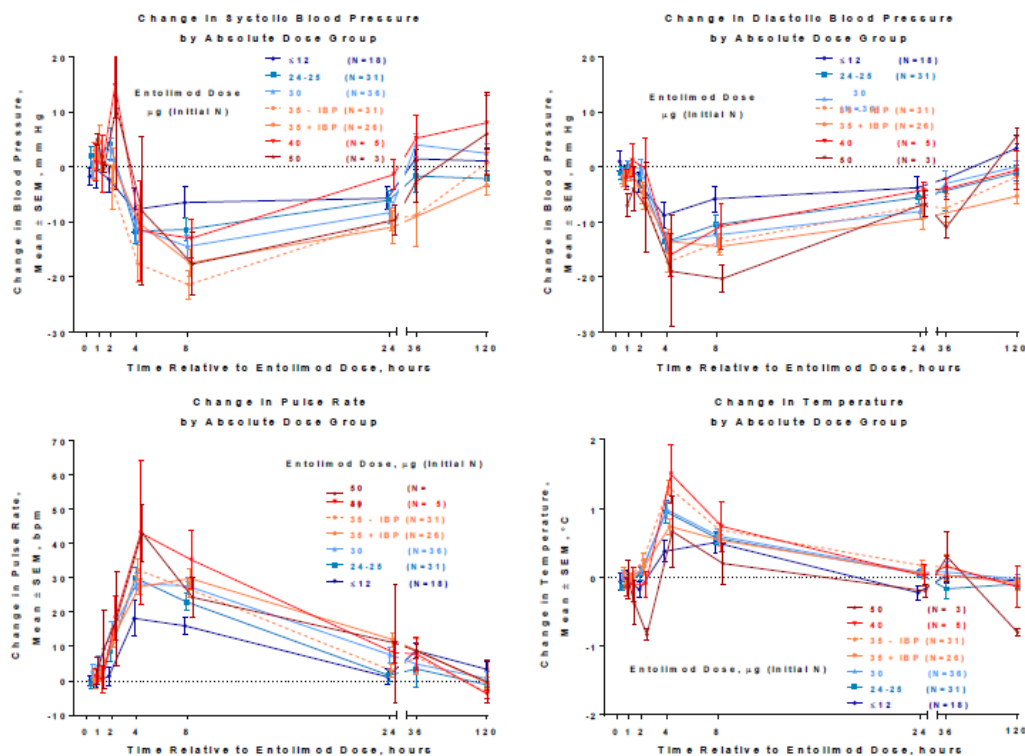 Change in Systolic Blood Pressure
by Absolute Dose Group
Change in Blood Pressure,
Mean ± SEM, mm Hg
20
10
0
-10
-20
-30
Entolimod Dose
µg (Initial N)
≤12 (N=18)
24-25 (N=31)
30 (N=36)
35 - IBP (N=31)
35 + IBP (N=26)
40 (N= 5)
50 (N= 3)
0 1 2 4 8 24 36 120
Time Relative to Entolimod Dose, hours
Change in Diastolic Blood Pressure
by Absolute Dose Group
Change in Blood Pressure,
Mean ± SEM, mm Hg
20
10
0
-10
-20
-30
Entolimod Dose
µg (Initial N)
≤12 (N=18)
24-25 (N=31)
30
35 - IBP (N=31)
35 + IBP (N=26)
40 (N= 5)
50 (N= 3)
0 1 2 4 8 24 36 120
Time Relative to Entolimod Dose, hours
Change in Pulse Rate
by Absolute Dose Group
Change in Pulse Rate,
Mean ± SEM, bpm
70
60
50
40
30
20
10
0
-10
Entolimod Dose, µg (Initial N)
50 (N=
(N= 5)
35 - IBP (N=31)
35 + IBP (N=26)
30 (N=36)
24-25 (N=31)
≤12 (N=18)
0 1 2 4 8 24 36 120
Time Relative to Entolimod Dose, hours
Change in Temperature
by Absolute Dose Group
Change in Temperature,
Mean ± SEM, °C
2
1
0
-1
-2
Entolimod Dose, µg (Initial N)
50 (N= 3)
40 (N= 5)
35 - IBP (N=31)
35 + IBP (N=26)
30 (N=36)
24-25 (N=31)
≤12 (N=18)
0 1 2 4 8 24 36 120
Time Relative to Entolimod Dose, hours